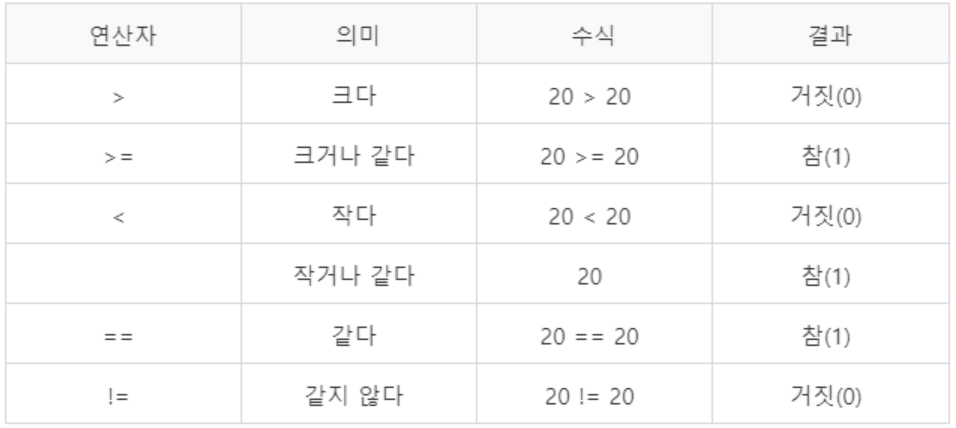 연산자 의미 수식 결과
> 크다 20 > 20 거짓(0)
>= 크거나 같다 20 >= 20 참(1)
< 작다 20 < 20 거짓(0)
작거나 같다 20 참(1)
== 같다 20 == 20 참(1)
!= 같지 않다 20 != 20 거짓(0)